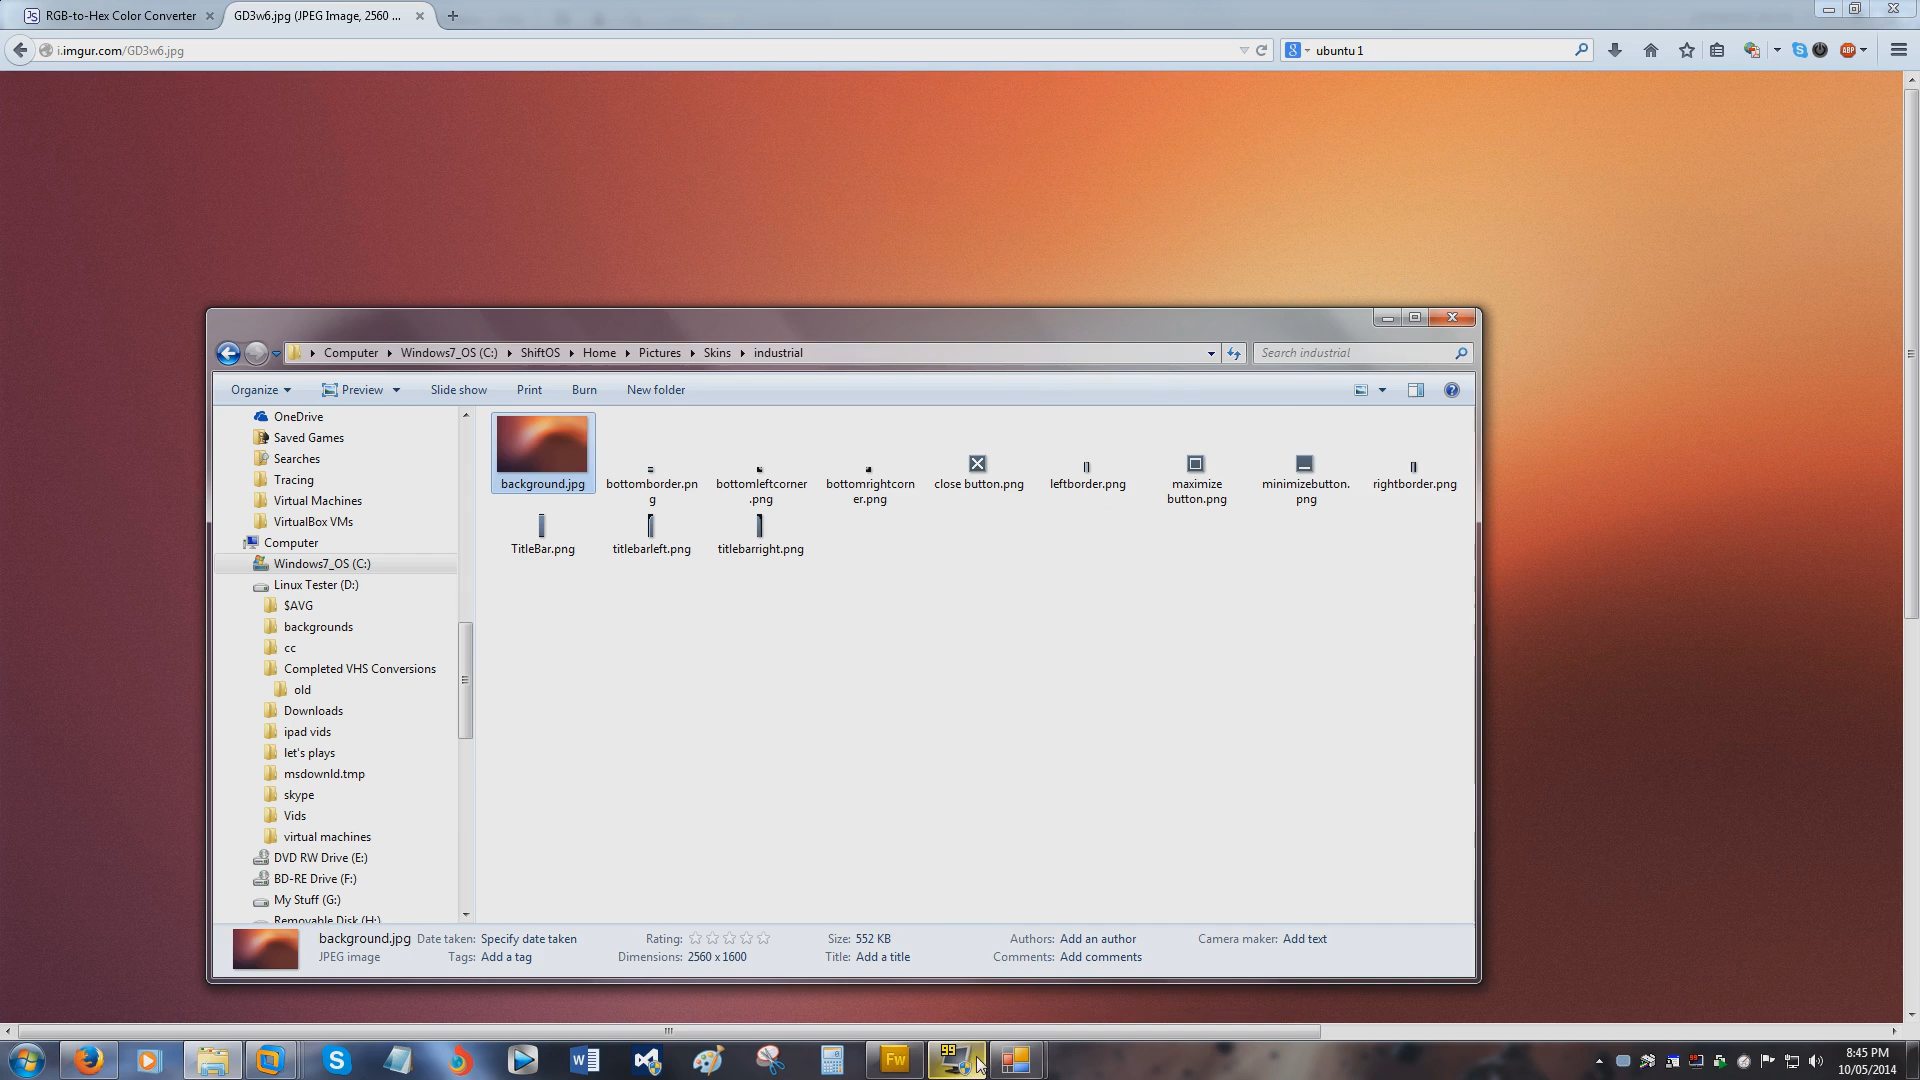 RGB-to-Hex Color Converter
GD3w6.jpg (JPEG Image, 2560 ...
i.imgur.com/GD3w6.jpg
ubuntu 1
ABP
Computer Windows7_OS (C:) ShiftOS Home Pictures Skins industrial
Search industrial
Organize Preview Slide show Print Burn New folder
OneDrive
Saved Games
Searches
Tracing
Virtual Machines
VirtualBox VMs
Computer
Windows7_OS (C:)
Linux Tester (D:)
$AVG
backgrounds
cc
Completed VHS Conversions
old
Downloads
ipad vids
let's plays
msdownld.tmp
skype
Vids
virtual machines
DVD RW Drive (E:)
BD-RE Drive (F:)
My Stuff (G:)
Removable Disk (H:)
background.jpg
bottomborder.pn
g
bottomleftcorner
.png
bottomrightcorn
er.png
close button.png
leftborder.png
maximize
button.png
minimizebutton.
png
rightborder.png
TitleBar.png
titlebarleft.png
titlebarright.png
background.jpg Date taken: Specify date taken Rating: Size: 552 KB Authors: Add an author Camera maker: Add text
JPEG image Tags: Add a tag Dimensions: 2560 x 1600 Title: Add a title Comments: Add comments
Fw
99
8:45 PM
10/05/2014